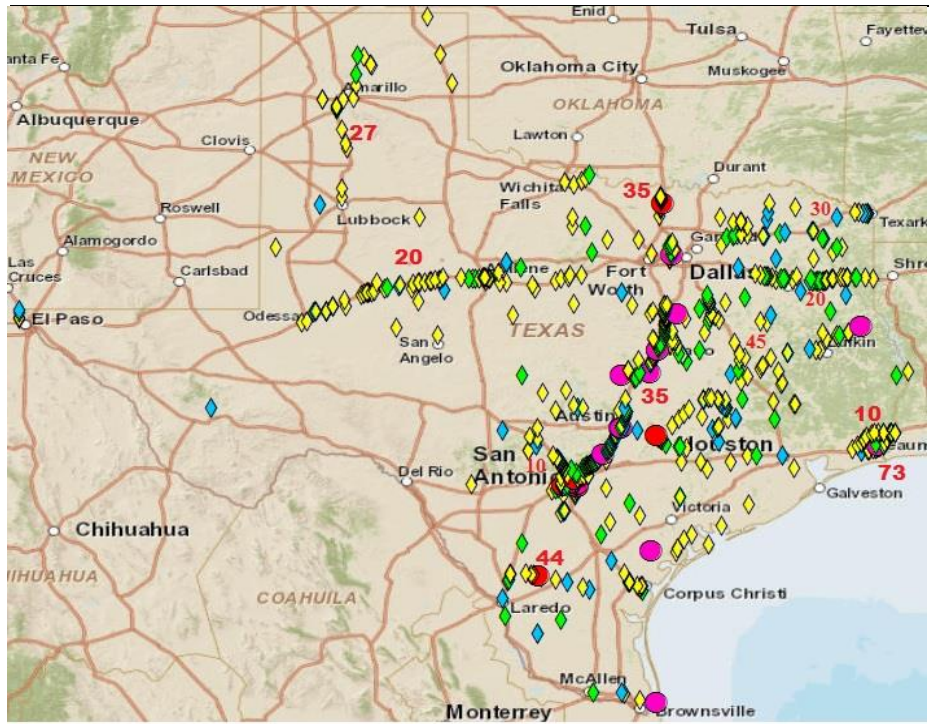 Enid
Tulsa
Fayettev
anta Fe
Oklahoma City
Muskogee
Amarillo
OKLAHOMA
Albuquerque
27
Clovis
Lawton
NEW
MEXICO
Durant
Wichita
Falls
35
30
Roswell
Lubbock
Texark
Alamogordo
20
Las
Cruces
Carlsbad
Fort
Worth
Dallas
Shre
20
El Paso
Odessa
TEXAS
45
San
Angelo
35
Austin
10
San
Antonio
10
Houston
eaum
Del Rio
73
Galveston
Victoria
Chihuahua
44
HIHUAHUA
COAHUILA
Laredo
Corpus Christi
McAllen
Monterrey
Brownsville